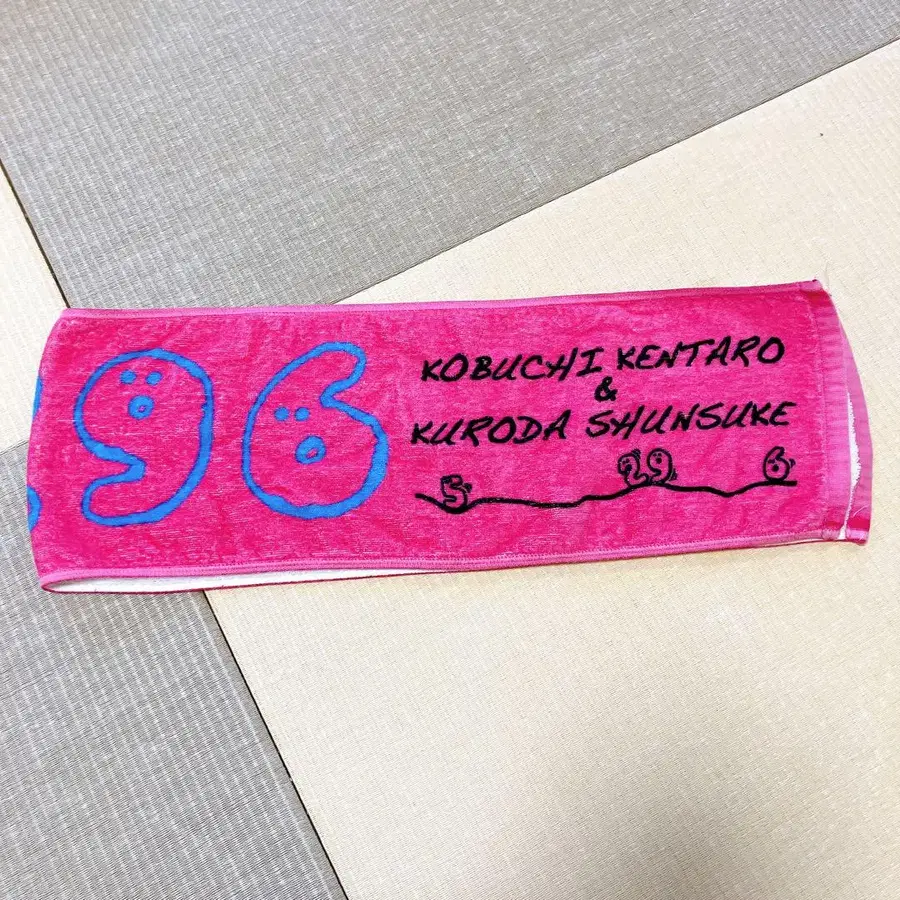 96
KOBUCHI KENTARO
&
KURODA SHUNSUKE
5 29 6